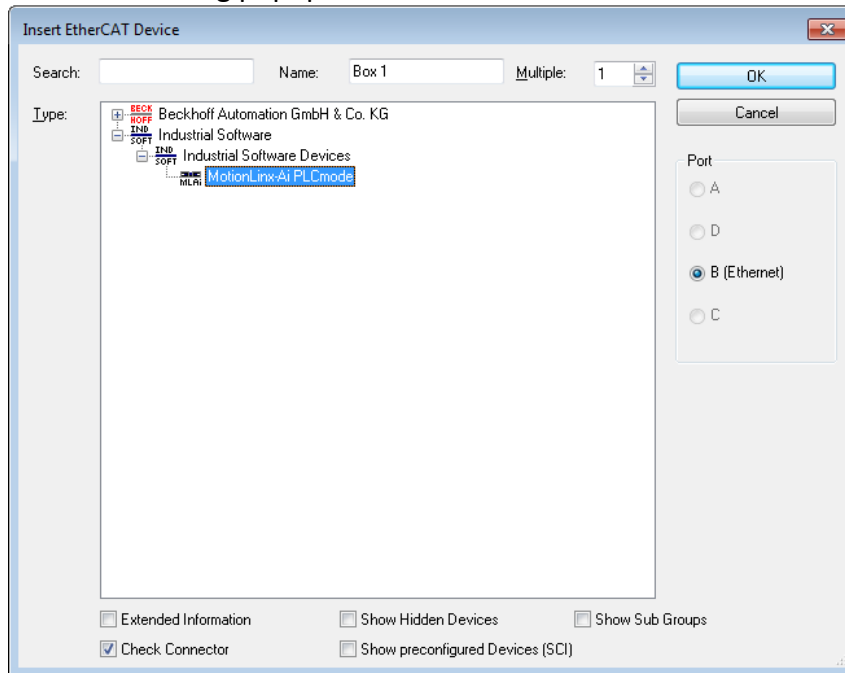 Insert EtherCAT Device
Search:
Name: Box 1
Multiple: 1
OK
Type:
BECK HOFF Beckhoff Automation GmbH & Co. KG
Cancel
IND SOFT Industrial Software
IND SOFT Industrial Software Devices
MLAi MotionLinx-Ai PLCmode
Port
A
D
B (Ethernet)
C
Extended Information
Show Hidden Devices
Show Sub Groups
Check Connector
Show preconfigured Devices (SCI)